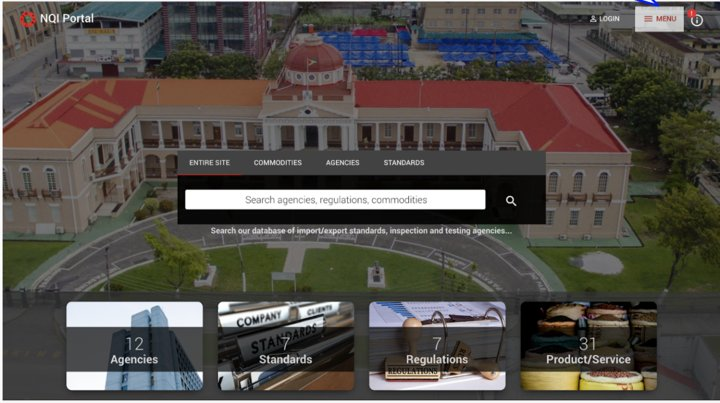 NQI Portal
LOGIN
MENU
ENTIRE SITE
COMMODITIES
AGENCIES
STANDARDS
Search agencies, regulations, commodities
Search our database of import/export standards, inspection and testing agencies...
COMPANY
CLIENTS
STANDARDS
REGULATIONS
12
Agencies
7
Standards
7
Regulations
31
Product/Service